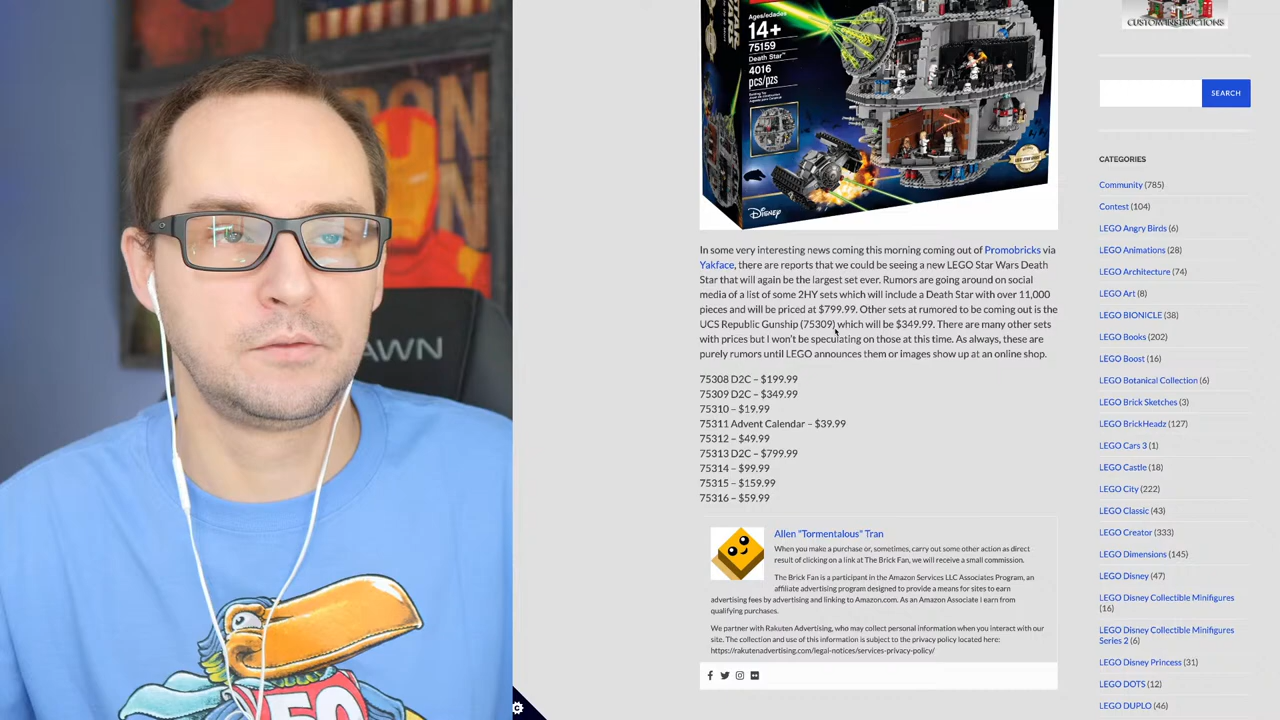 IRON
N
AWN
50
STAR
WARS
Ages/edades
14+
75159
Death Star™
4016
pcs/pzs
Disney
CUSTOM INSTRUCTIONS
SEARCH
In some very interesting news coming this morning coming out of Promobricks via
Yakface, there are reports that we could be seeing a new LEGO Star Wars Death
Star that will again be the largest set ever. Rumors are going around on social
media of a list of some 2HY sets which will include a Death Star with over 11,000
pieces and will be priced at $799.99. Other sets at rumored to be coming out is the
UCS Republic Gunship (75309) which will be $349.99. There are many other sets
with prices but I won't be speculating on those at this time. As always, these are
purely rumors until LEGO announces them or images show up at an online shop.
75308 D2C – $199.99
75309 D2C – $349.99
75310 – $19.99
75311 Advent Calendar – $39.99
75312 – $49.99
75313 D2C – $799.99
75314 – $99.99
75315 – $159.99
75316 – $59.99
Allen "Tormentalous" Tran
When you make a purchase or, sometimes, carry out some other action as direct
result of clicking on a link at The Brick Fan, we will receive a small commission.
The Brick Fan is a participant in the Amazon Services LLC Associates Program, an
affiliate advertising program designed to provide a means for sites to earn
advertising fees by advertising and linking to Amazon.com. As an Amazon Associate I earn from
qualifying purchases.
We partner with Rakuten Advertising, who may collect personal information when you interact with our
site. The collection and use of this information is subject to the privacy policy located here:
https://rakutenadvertising.com/legal-notices/services-privacy-policy/
CATEGORIES
Community (785)
Contest (104)
LEGO Angry Birds (6)
LEGO Animations (28)
LEGO Architecture (74)
LEGO Art (8)
LEGO BIONICLE (38)
LEGO Books (202)
LEGO Boost (16)
LEGO Botanical Collection (6)
LEGO Brick Sketches (3)
LEGO BrickHeadz (127)
LEGO Cars 3 (1)
LEGO Castle (18)
LEGO City (222)
LEGO Classic (43)
LEGO Creator (333)
LEGO Dimensions (145)
LEGO Disney (47)
LEGO Disney Collectible Minifigures
(16)
LEGO Disney Collectible Minifigures
Series 2 (6)
LEGO Disney Princess (31)
LEGO DOTS (12)
LEGO DUPLO (46)